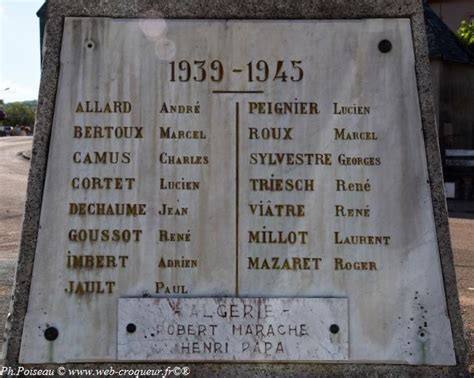 1939-1945
ALLARD André
BERTOUX Marcel
CAMUS Charles
CORTET Lucien
DECHAUME Jean
GOUSSOT René
IMBERT Adrien
JAULT Paul
PEIGNIER Lucien
ROUX Marcel
SYLVESTRE Georges
TRIESCH René
VIÂTRE René
MILLOT Laurent
MAZARET Roger
ALGERIE
ROBERT MARACHE
HENRI PAPA
Ph © - www.web-croqueur.fr©®